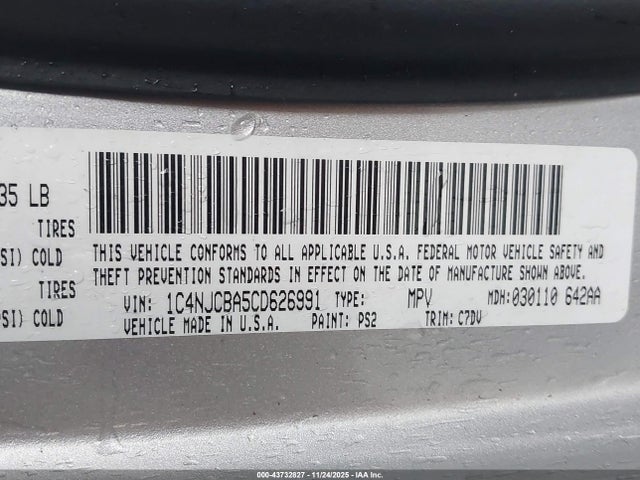 35 LB
TIRES
SI) COLD
THIS VEHICLE CONFORMS TO ALL APPLICABLE U.S.A. FEDERAL MOTOR VEHICLE SAFETY AND
THEFT PREVENTION STANDARDS IN EFFECT ON THE DATE OF MANUFACTURE SHOWN ABOVE.
TIRES
VIN: 1C4NJCBA5CD626991 TYPE: MPV MDH: 030110 642AA
SI) COLD
VEHICLE MADE IN U.S.A. PAINT: PS2 TRIM: C7DV
000-43732827 - 11/24/2025 - IAA Inc.